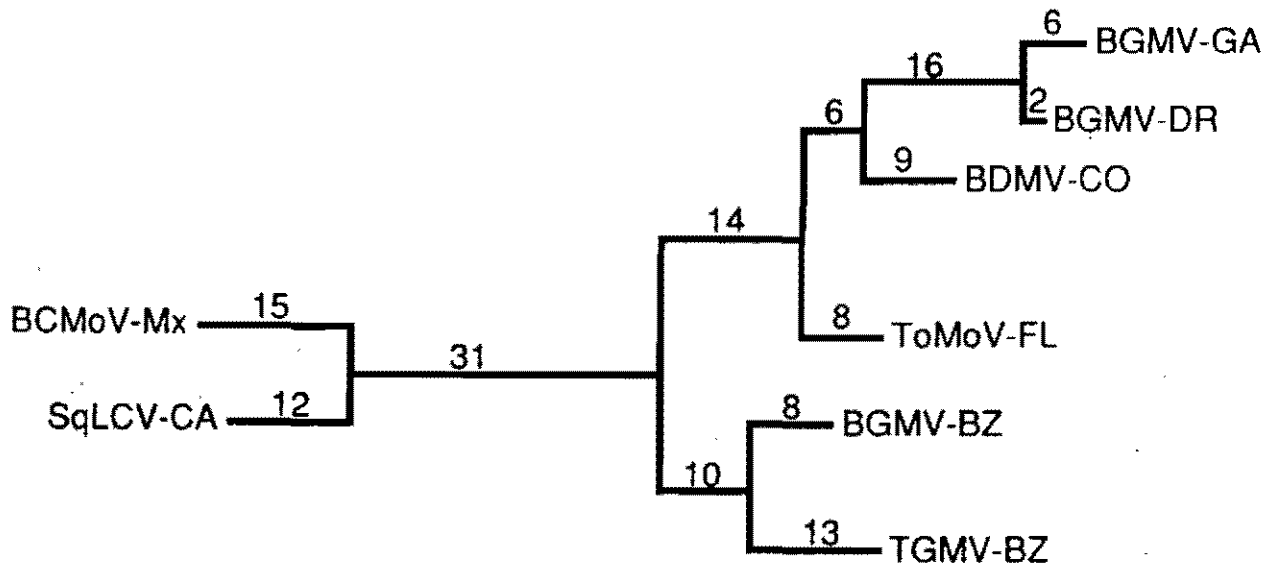 6 BGMV-GA
16
6 2 BGMV-DR
9 BDMV-CO
14
BCMoV-Mx 15
8 ToMoV-FL
31
SqLCV-CA 12 8 BGMV-BZ
10
13 TGMV-BZ